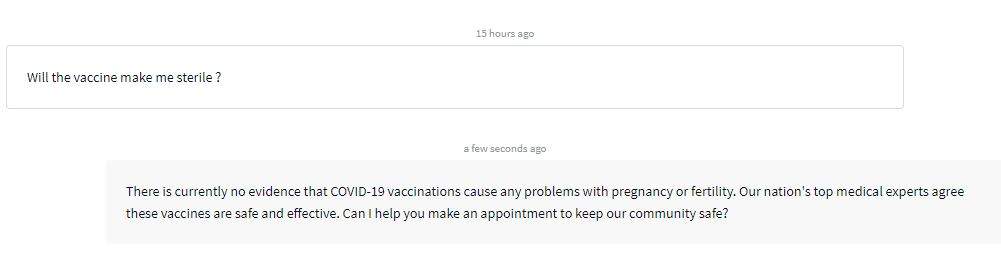 15 hours ago
Will the vaccine make me sterile ?
a few seconds ago
There is currently no evidence that COVID-19 vaccinations cause any problems with pregnancy or fertility. Our nation's top medical experts agree
these vaccines are safe and effective. Can I help you make an appointment to keep our community safe?